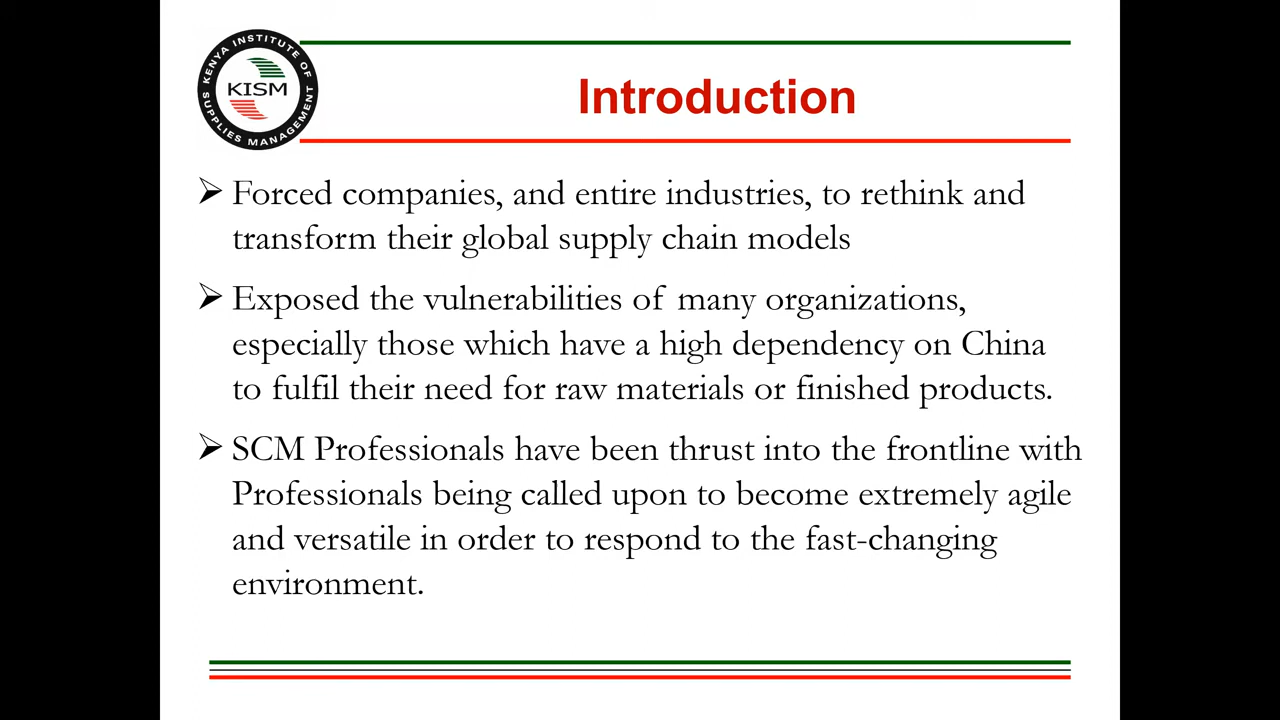 KENYA INSTITUTE OF
SUPPLIES MANAGEMENT
KISM
Introduction
➢ Forced companies, and entire industries, to rethink and
transform their global supply chain models
➢ Exposed the vulnerabilities of many organizations,
especially those which have a high dependency on China
to fulfil their need for raw materials or finished products.
➢ SCM Professionals have been thrust into the frontline with
Professionals being called upon to become extremely agile
and versatile in order to respond to the fast-changing
environment.